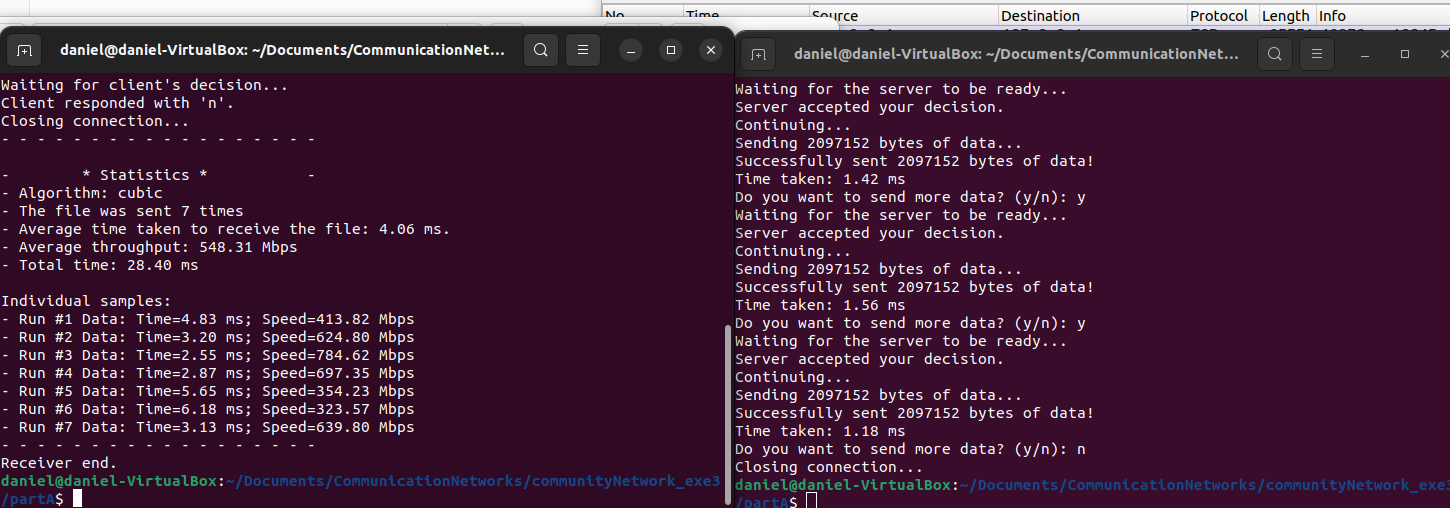 No. Time Source Destination Protocol Length Info
daniel@daniel-VirtualBox: ~/Documents/CommunicationNet...
Waiting for client's decision...
Client responded with 'n'.
Closing connection...
- - - - - - - - - - - - - - - - - -
- * Statistics * -
- Algorithm: cubic
- The file was sent 7 times
- Average time taken to receive the file: 4.06 ms.
- Average throughput: 548.31 Mbps
- Total time: 28.40 ms
Individual samples:
- Run #1 Data: Time=4.83 ms; Speed=413.82 Mbps
- Run #2 Data: Time=3.20 ms; Speed=624.80 Mbps
- Run #3 Data: Time=2.55 ms; Speed=784.62 Mbps
- Run #4 Data: Time=2.87 ms; Speed=697.35 Mbps
- Run #5 Data: Time=5.65 ms; Speed=354.23 Mbps
- Run #6 Data: Time=6.18 ms; Speed=323.57 Mbps
- Run #7 Data: Time=3.13 ms; Speed=639.80 Mbps
- - - - - - - - - - - - - - - - - -
Receiver end.
daniel@daniel-VirtualBox:~/Documents/CommunicationNetworks/communityNetwork_exe3
/partA$
daniel@daniel-VirtualBox: ~/Documents/CommunicationNet...
Waiting for the server to be ready...
Server accepted your decision.
Continuing...
Sending 2097152 bytes of data...
Successfully sent 2097152 bytes of data!
Time taken: 1.42 ms
Do you want to send more data? (y/n): y
Waiting for the server to be ready...
Server accepted your decision.
Continuing...
Sending 2097152 bytes of data...
Successfully sent 2097152 bytes of data!
Time taken: 1.56 ms
Do you want to send more data? (y/n): y
Waiting for the server to be ready...
Server accepted your decision.
Continuing...
Sending 2097152 bytes of data...
Successfully sent 2097152 bytes of data!
Time taken: 1.18 ms
Do you want to send more data? (y/n): n
Closing connection...
daniel@daniel-VirtualBox:~/Documents/CommunicationNetworks/communityNetwork_exe3
/partA$